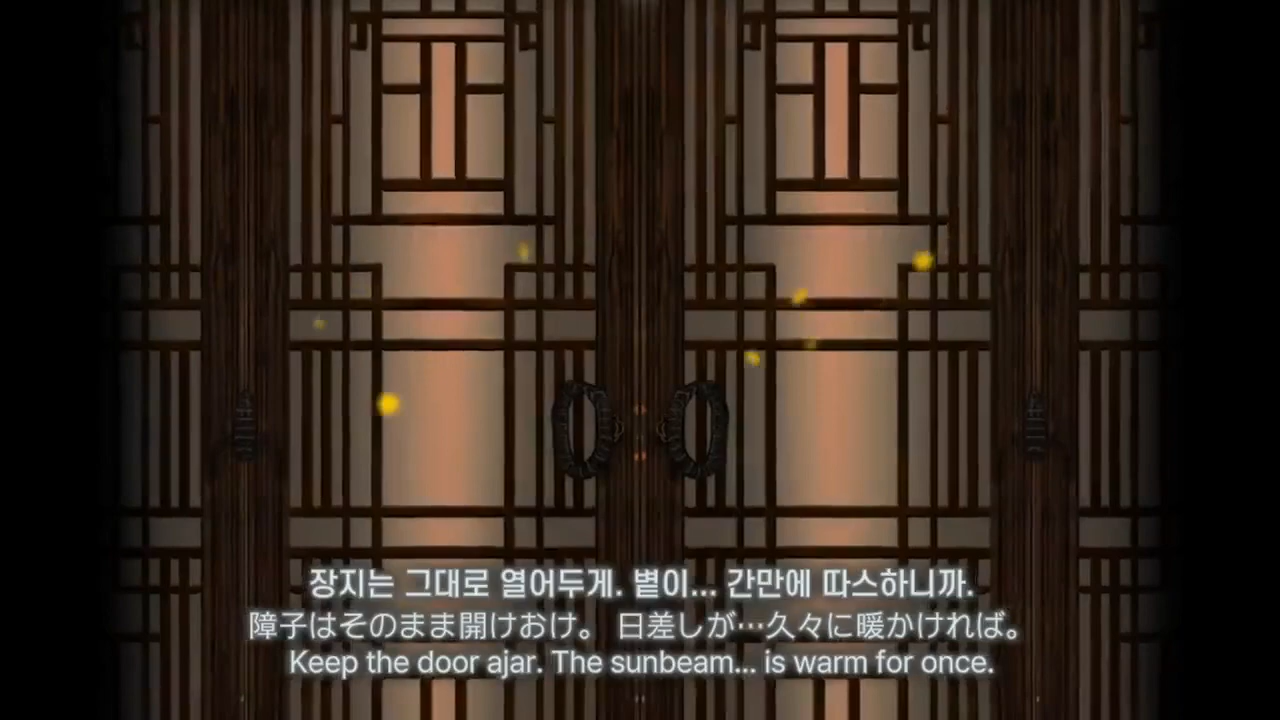 장지는 그대로 열어두게. 볕이... 간만에 따스하니까.
障子はそのまま開けおけ。 日差しが…久々に暖かければ。
Keep the door ajar. The sunbeam... is warm for once.